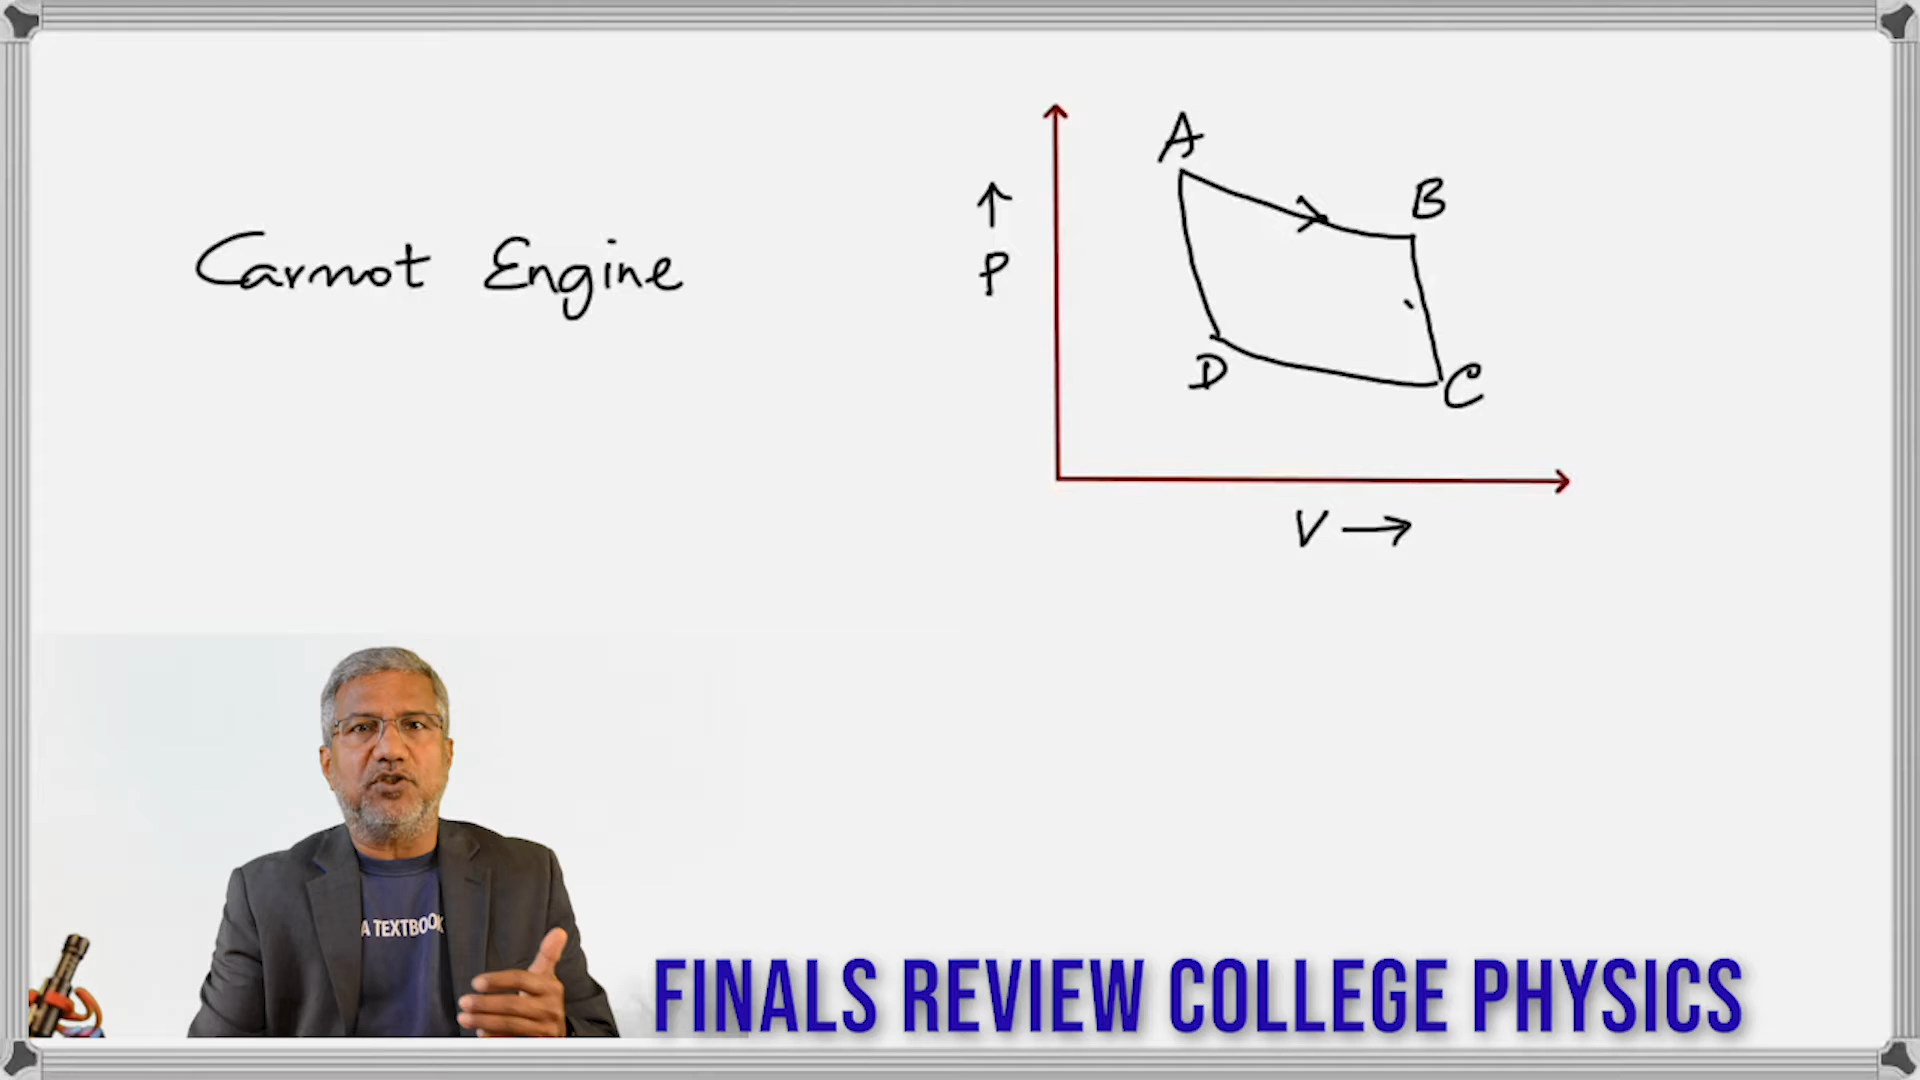 Carnot Engine
↑
P
A
B
C
D
V →
A TEXTBOOK
FINALS REVIEW COLLEGE PHYSICS